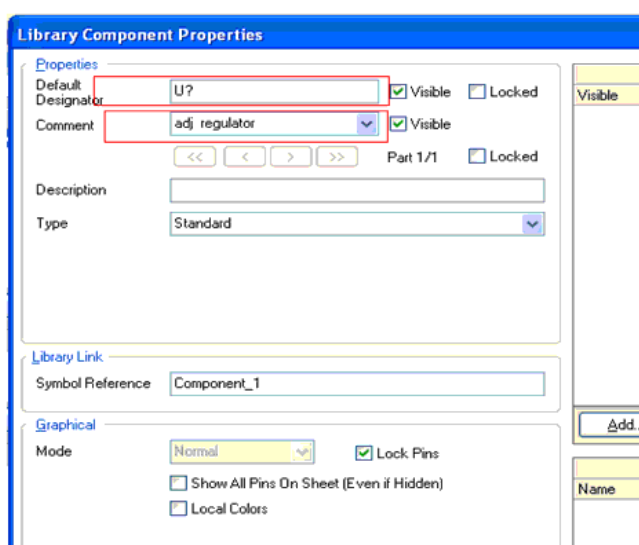 Library Component Properties
Properties
Default Designator U? Visible Locked
Visible
Comment adj regulator Visible
<< < > >> Part 1/1 Locked
Description
Type Standard
Library Link
Symbol Reference Component_1
Graphical
Add..
Mode Normal Lock Pins
Show All Pins On Sheet (Even if Hidden)
Name
Local Colors